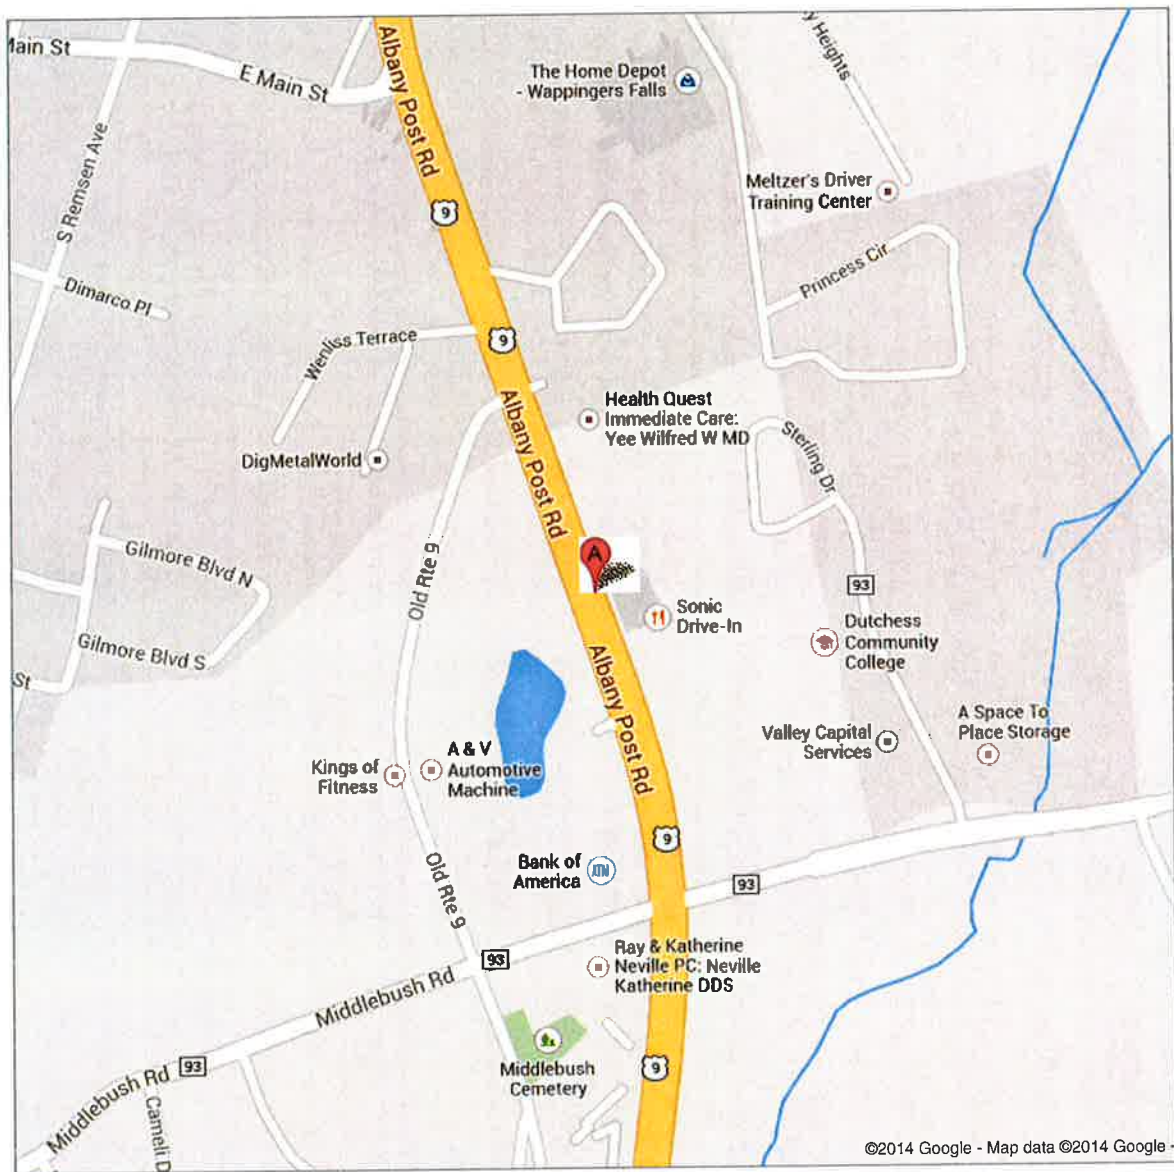 Main St
E Main St
Albany Post Rd
The Home Depot
- Wappingers Falls
y Heights
S Remsen Ave
9
Meltzer's Driver
Training Center
Dimarco Pl
Princess Cir
Wenliss Terrace
9
Health Quest
Immediate Care:
Yee Wilfred W MD
Albany Post Rd
Sterling Dr
DigMetalWorld
Gilmore Blvd N
Old Rte 9
A
93
Sonic
Drive-In
Dutchess
Community
College
Gilmore Blvd S
St
Albany Post Rd
A Space To
Place Storage
Valley Capital
Services
A & V
Automotive
Machine
Kings of
Fitness
9
Bank of
America
ATM
93
Old Rte 9
93
Ray & Katherine
Neville PC: Neville
Katherine DDS
Middlebush Rd
Middlebush
Cemetery
9
93
Middlebush Rd
Cameli D
©2014 Google - Map data ©2014 Google -